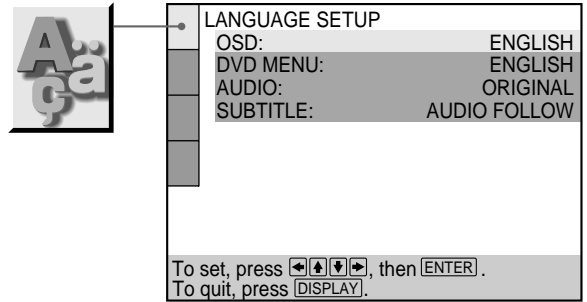 Aäç
LANGUAGE SETUP
OSD: ENGLISH
DVD MENU: ENGLISH
AUDIO: ORIGINAL
SUBTITLE: AUDIO FOLLOW
To set, press ←↑↓→, then ENTER.
To quit, press DISPLAY.